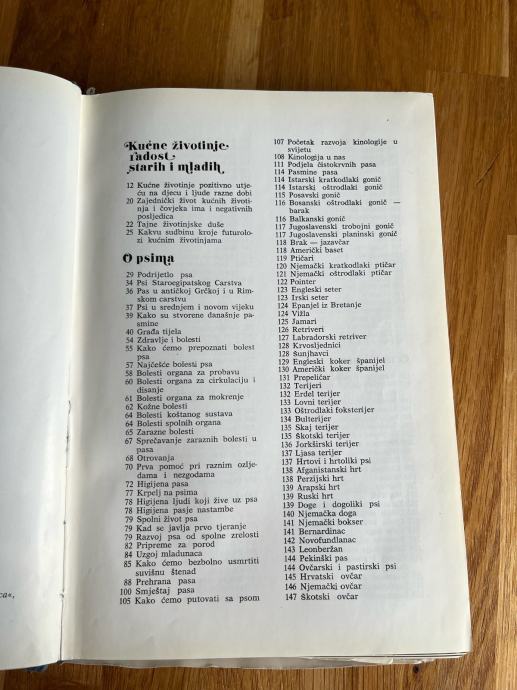 Kućne životinje
radost
starih i mladih
12 Kućne životinje pozitivno utje-
ću na djecu i ljude razne dobi
20 Zajednički život kućnih životi-
nja i čovjeka ima i negativnih
posljedica
22 Tajne životinjske duše
25 Kakvu sudbinu kroje futurolo-
zi kućnim životinjama
O psima
29 Podrijetlo psa
34 Psi Staroegipatskog Carstva
36 Pas u antičkoj Grčkoj i u Rim-
skom carstvu
37 Psi u srednjem i novom vijeku
39 Kako su stvorene današnje pa-
smine
40 Građa tijela
54 Zdravlje i bolesti
55 Kako ćemo prepoznati bolest
psa
57 Najčešće bolesti psa
58 Bolesti organa za probavu
60 Bolesti organa za cirkulaciju i
disanje
61 Bolesti organa za mokrenje
62 Kožne bolesti
64 Bolesti koštanog sustava
64 Bolesti spolnih organa
65 Zarazne bolesti
67 Sprečavanje zaraznih bolesti u
pasa
68 Otrovanja
70 Prva pomoć pri raznim ozlje-
dama i nezgodama
72 Higijena pasa
77 Krpelj na psima
78 Higijena ljudi koji žive uz psa
78 Higijena pasje nastambe
79 Spolni život psa
79 Kad se javlja prvo tjeranje
79 Razvoj psa od spolne zrelosti
82 Pripreme za porod
84 Uzgoj mladunaca
85 Kako ćemo bezbolno usmrtiti
suvišnu štenad
88 Prehrana pasa
100 Smještaj pasa
105 Kako ćemo putovati sa psom
107 Početak razvoja kinologije u
svijetu
108 Kinologija u nas
111 Podjela čistokrvnih pasa
114 Pasmine pasa
114 Istarski kratkodlaki gonič
114 Istarski oštrodlaki gonič
115 Posavski gonič
116 Bosanski oštrodlaki gonič —
barak
116 Balkanski gonič
117 Jugoslavenski trobojni gonič
117 Jugoslavenski planinski gonič
118 Brak — jazavčar
118 Američki baset
119 Ptičari
120 Njemački kratkodlaki ptičar
121 Njemački oštrodlaki ptičar
122 Pointer
123 Engleski seter
123 Irski seter
124 Epanjel iz Bretanje
124 Vižla
125 Jamari
126 Retriveri
127 Labradorski retriver
128 Krvosljednici
128 Šunjhavci
129 Engleski koker španijel
130 Američki koker španijel
131 Prepeličar
132 Terijeri
132 Erdel terijer
133 Lovni terijer
133 Oštrodlaki foksterijer
134 Bulterijer
135 Skaj terijer
135 Škotski terijer
136 Jorkširski terijer
137 Ljasa terijer
137 Hrtovi i hrtoliki psi
138 Afganistanski hrt
138 Perzijski hrt
139 Arapski hrt
139 Ruski hrt
139 Doge i dogoliki psi
140 Njemačka doga
141 Njemački bokser
141 Bernardinac
142 Novofundlanac
143 Leonberžan
144 Pekinški pas
144 Ovčarski i pastirski psi
145 Hrvatski ovčar
146 Njemački ovčar
147 Škotski ovčar
ca«,